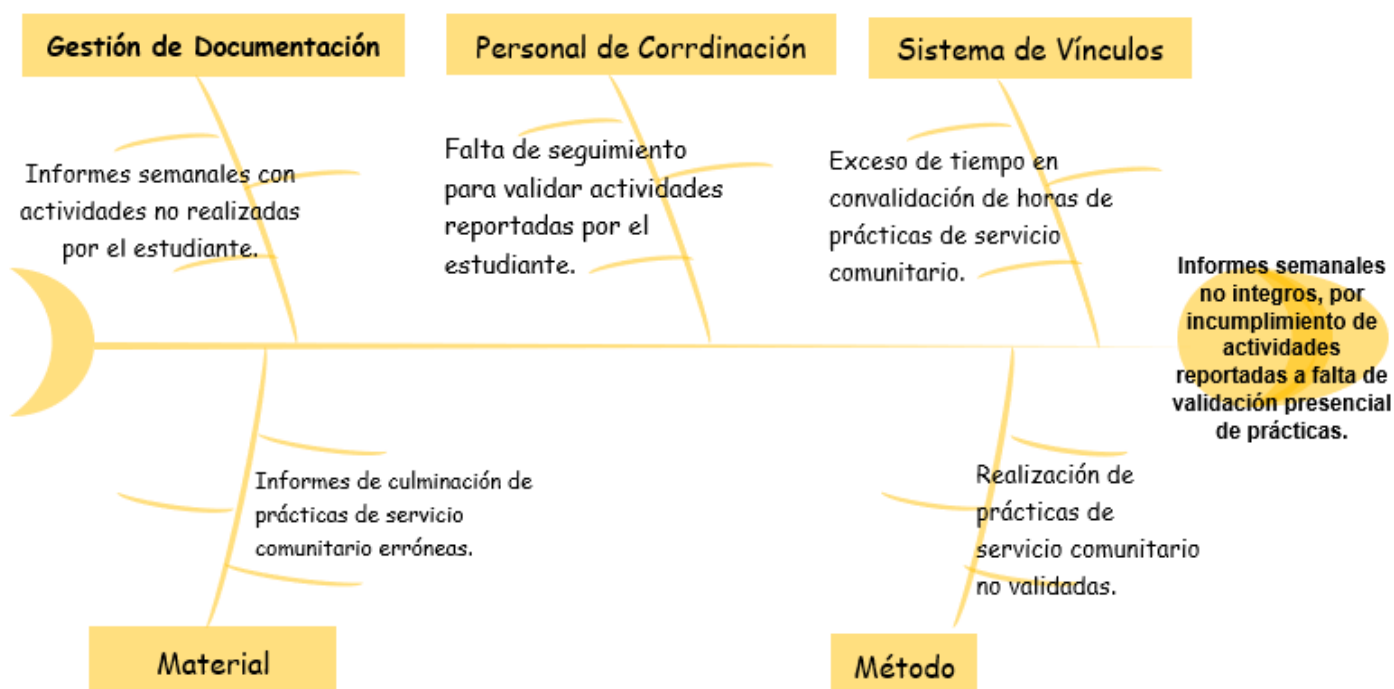 Gestión de Documentación
Personal de Corrdinación
Sistema de Vínculos
Informes semanales con
actividades no realizadas
por el estudiante.
Falta de seguimiento
para validar actividades
reportadas por el
estudiante.
Exceso de tiempo en
convalidación de horas de
prácticas de servicio
comunitario.
Informes semanales
no integros, por
incumplimiento de
actividades
reportadas a falta de
validación presencial
de prácticas.
Informes de culminación de
prácticas de servicio
comunitario erróneas.
Realización de
prácticas de
servicio comunitario
no validadas.
Material
Método